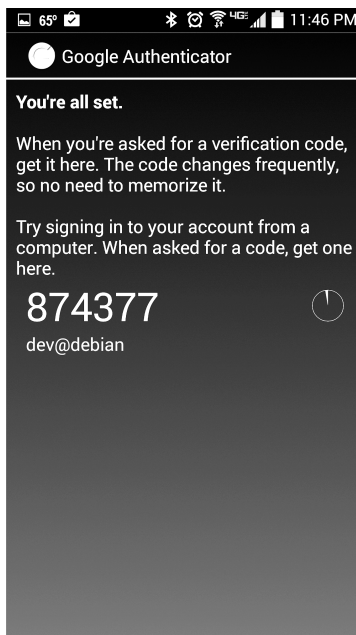 65° 4G 11:46 PM
Google Authenticator
You're all set.
When you're asked for a verification code,
get it here. The code changes frequently,
so no need to memorize it.
Try signing in to your account from a
computer. When asked for a code, get one
here.
874377
dev@debian